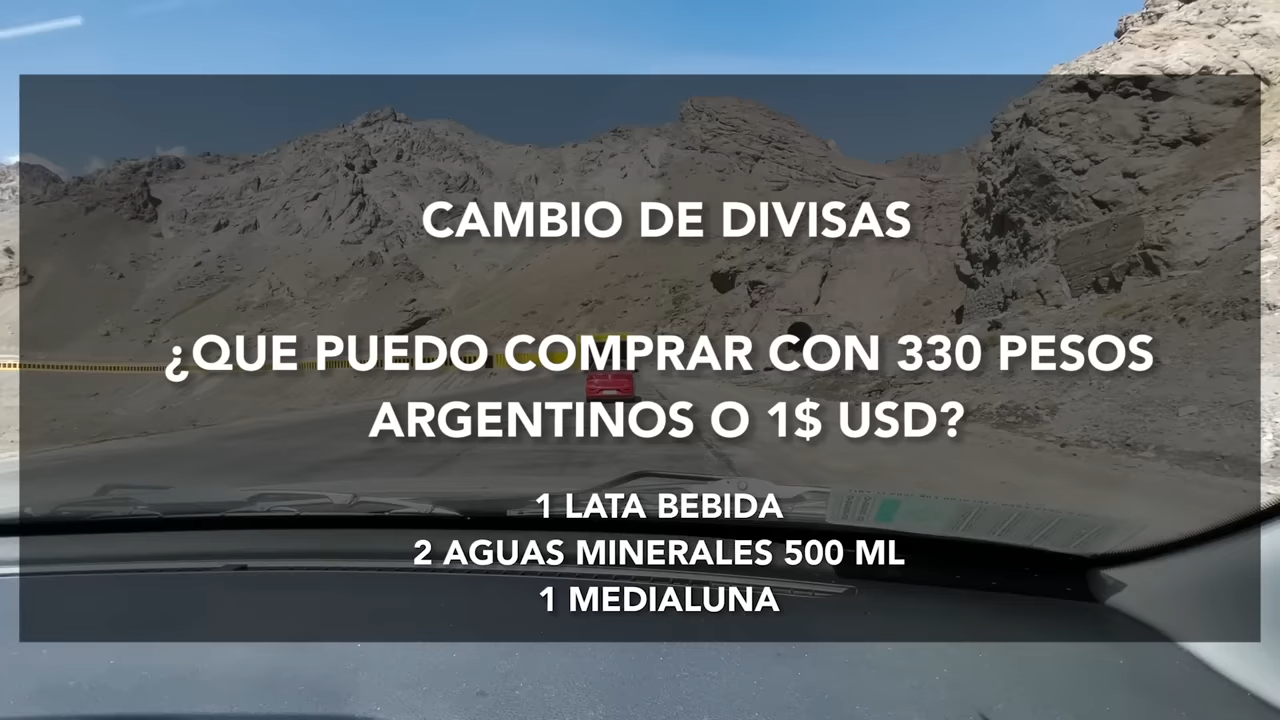 CAMBIO DE DIVISAS
¿QUE PUEDO COMPRAR CON 330 PESOS
ARGENTINOS O 1$ USD?
1 LATA BEBIDA
2 AGUAS MINERALES 500 ML
1 MEDIALUNA